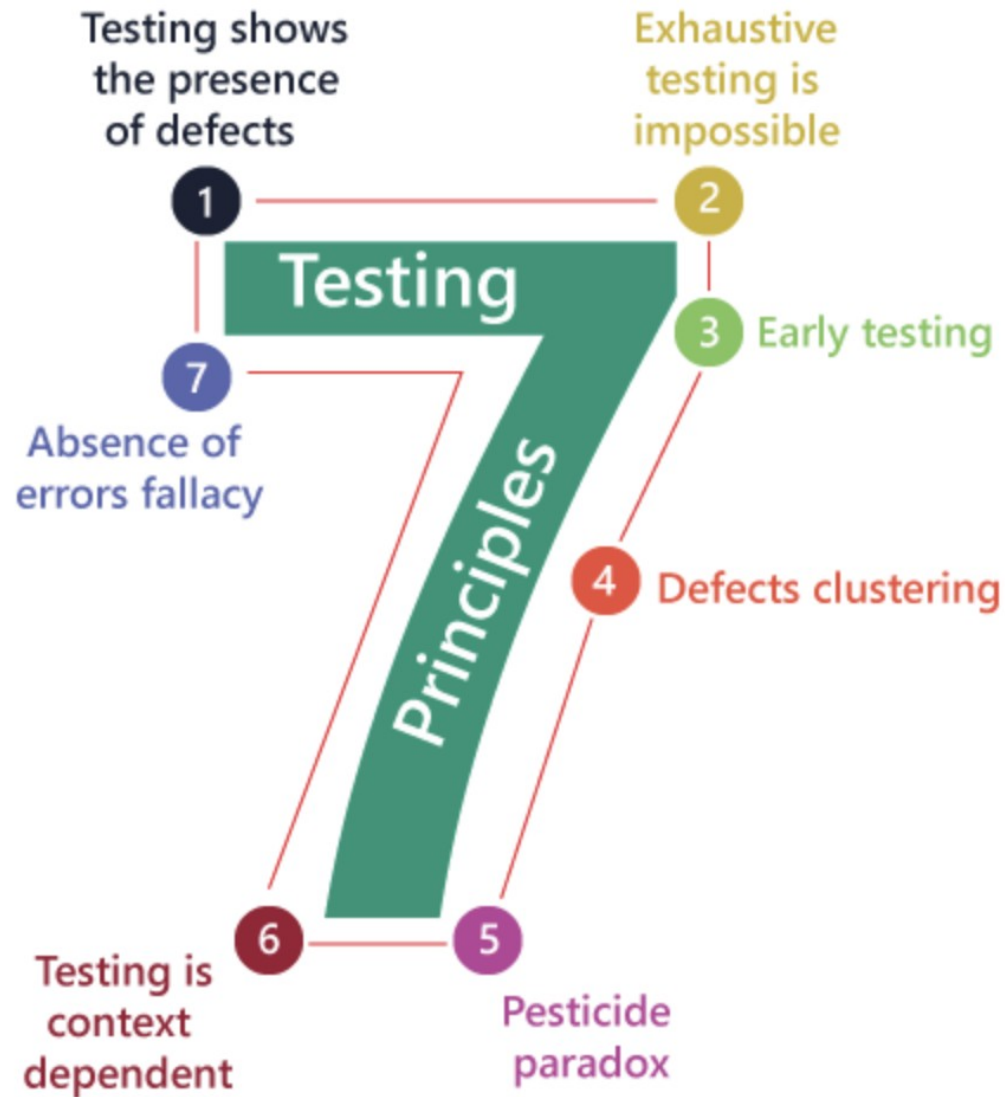 Testing shows
the presence
of defects
1
Exhaustive
testing is
impossible
2
Testing
Principles
3
Early testing
4
Defects clustering
5
Pesticide
paradox
6
Testing is
context
dependent
7
Absence of
errors fallacy